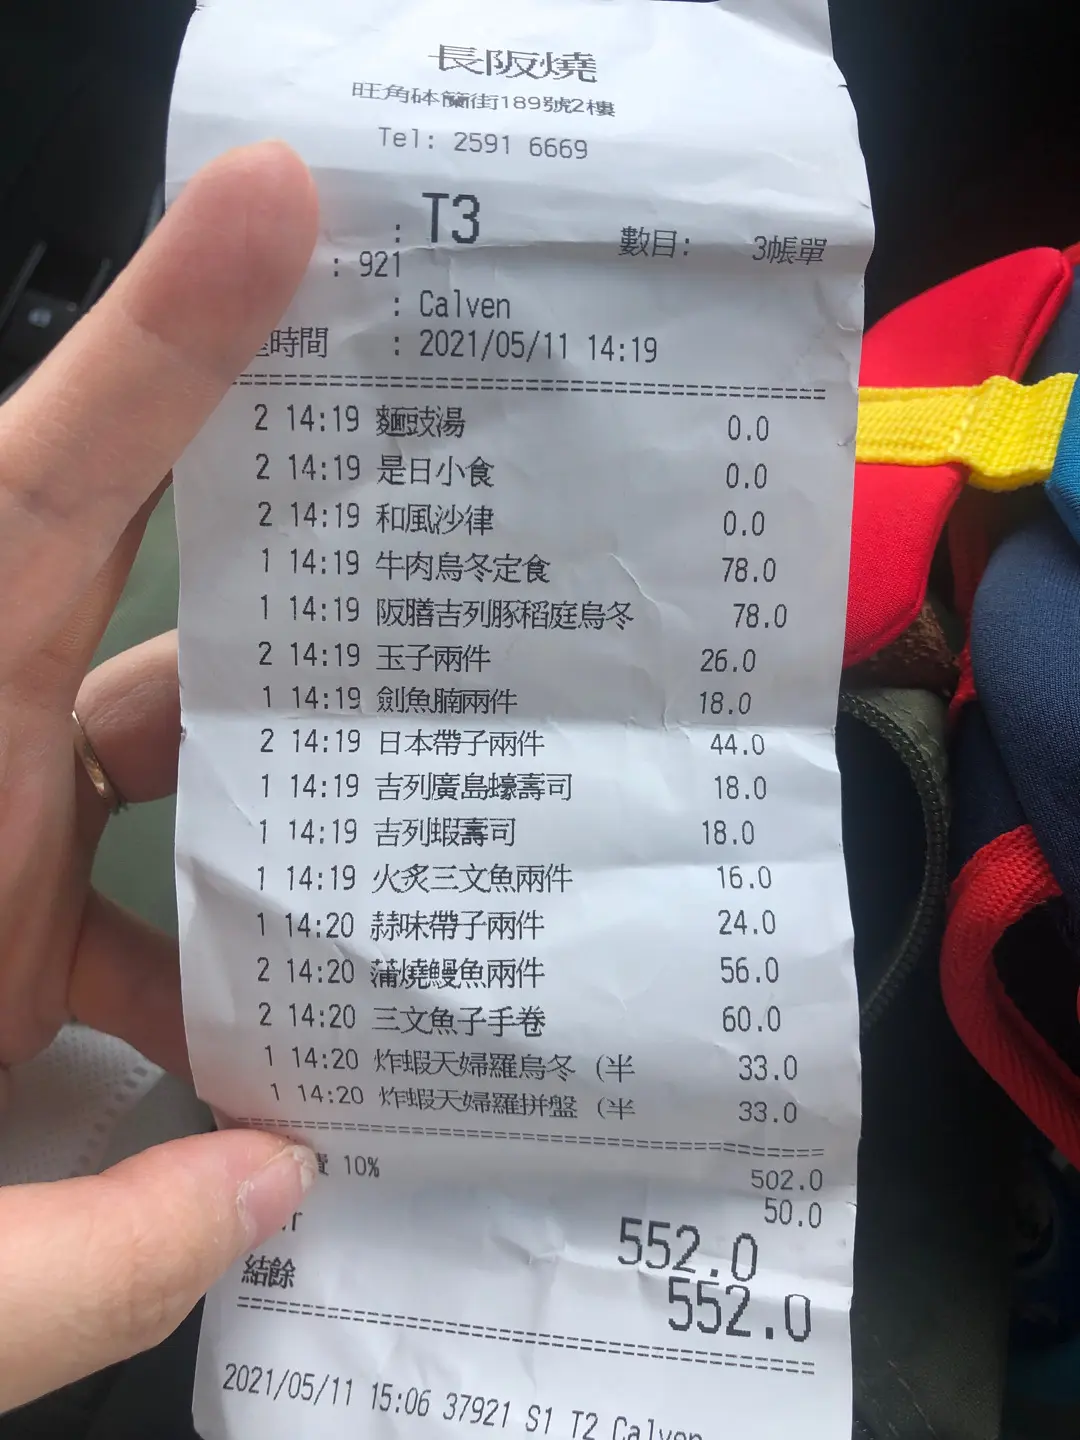 長阪燒
旺角砵蘭街189號2樓
Tel: 2591 6669
: T3 數目: 3帳單
: 921
: Calven
時間 : 2021/05/11 14:19
2 14:19 麵豉湯 0.0
2 14:19 是日小食 0.0
2 14:19 和風沙律 0.0
1 14:19 牛肉烏冬定食 78.0
1 14:19 阪膳吉列豚稻庭烏冬 78.0
2 14:19 玉子兩件 26.0
1 14:19 劍魚腩兩件 18.0
2 14:19 日本帶子兩件 44.0
1 14:19 吉列廣島蠔壽司 18.0
1 14:19 吉列蝦壽司 18.0
1 14:19 火炙三文魚兩件 16.0
1 14:20 蒜味帶子兩件 24.0
2 14:20 蒲燒鰻魚兩件 56.0
2 14:20 三文魚子手卷 60.0
1 14:20 炸蝦天婦羅烏冬 (半 33.0
1 14:20 炸蝦天婦羅拼盤 (半 33.0
502.0
費 10% 50.0
552.0
結餘 552.0
2021/05/11 15:06 37921 S1 T2 Calven